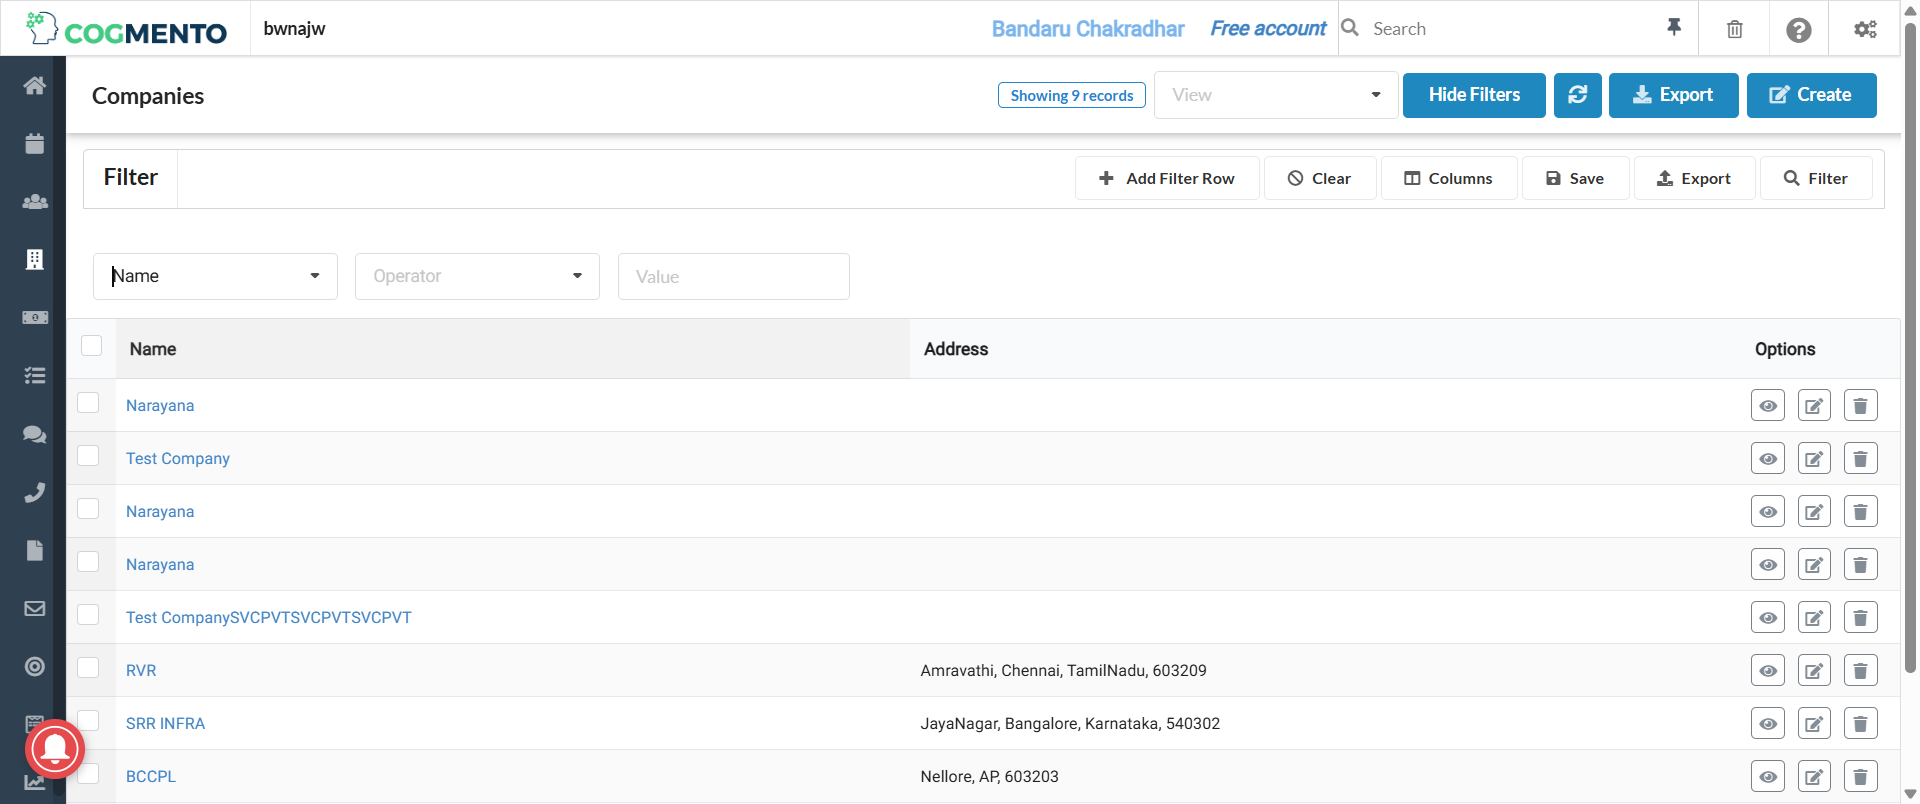 COGMENTO
bwnajw
Bandaru Chakradhar
Free account
Search
Companies
Showing 9 records
View
Hide Filters
Export
Create
Filter
Add Filter Row
Clear
Columns
Save
Export
Filter
Name
Operator
Value
Name Address Options
Narayana
Test Company
Narayana
Narayana
Test CompanySVCPVTSVCPVTSVCPVT
RVR Amravathi, Chennai, TamilNadu, 603209
SRR INFRA JayaNagar, Bangalore, Karnataka, 540302
BCCPL Nellore, AP, 603203